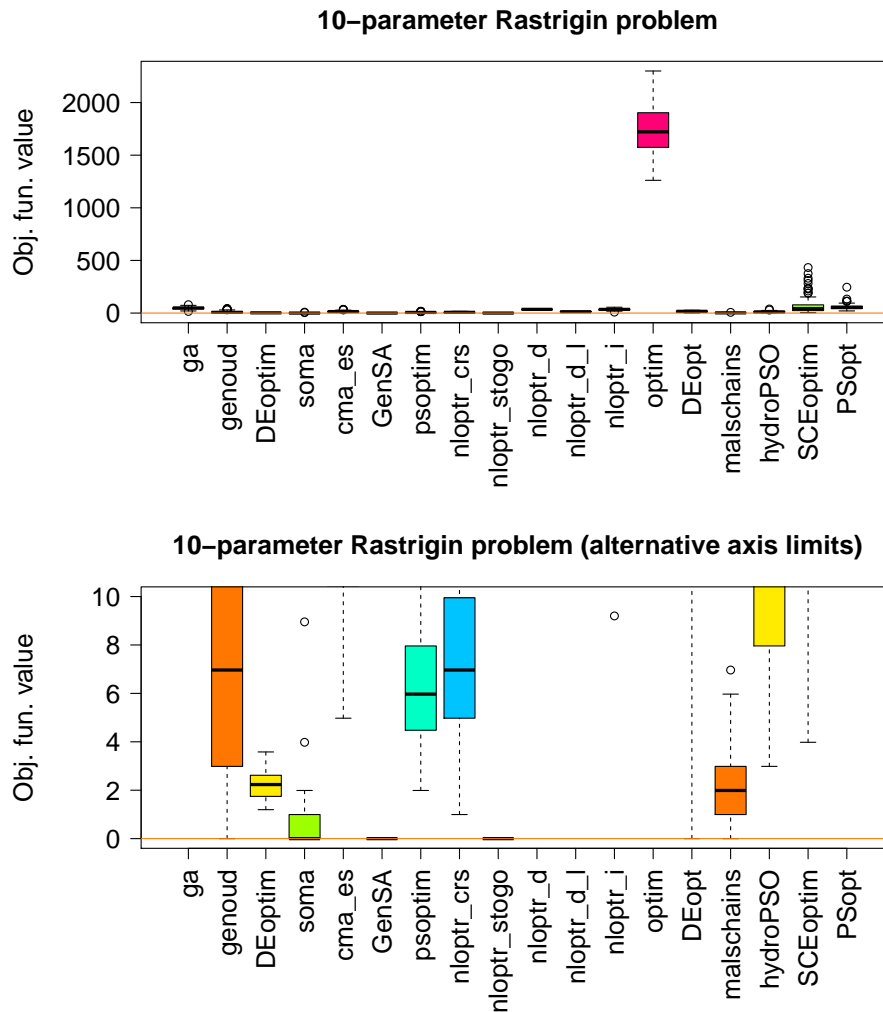 10−parameter Rastrigin problem
Obj. fun. value
2000
1500
1000
500
0
ga
genoud
DEoptim
soma
cma_es
GenSA
psoptim
nloptr_crs
nloptr_stogo
nloptr_d
nloptr_d_l
nloptr_i
optim
DEopt
malschains
hydroPSO
SCEoptim
PSopt
10−parameter Rastrigin problem (alternative axis limits)
Obj. fun. value
10
8
6
4
2
0
ga
genoud
DEoptim
soma
cma_es
GenSA
psoptim
nloptr_crs
nloptr_stogo
nloptr_d
nloptr_d_l
nloptr_i
optim
DEopt
malschains
hydroPSO
SCEoptim
PSopt